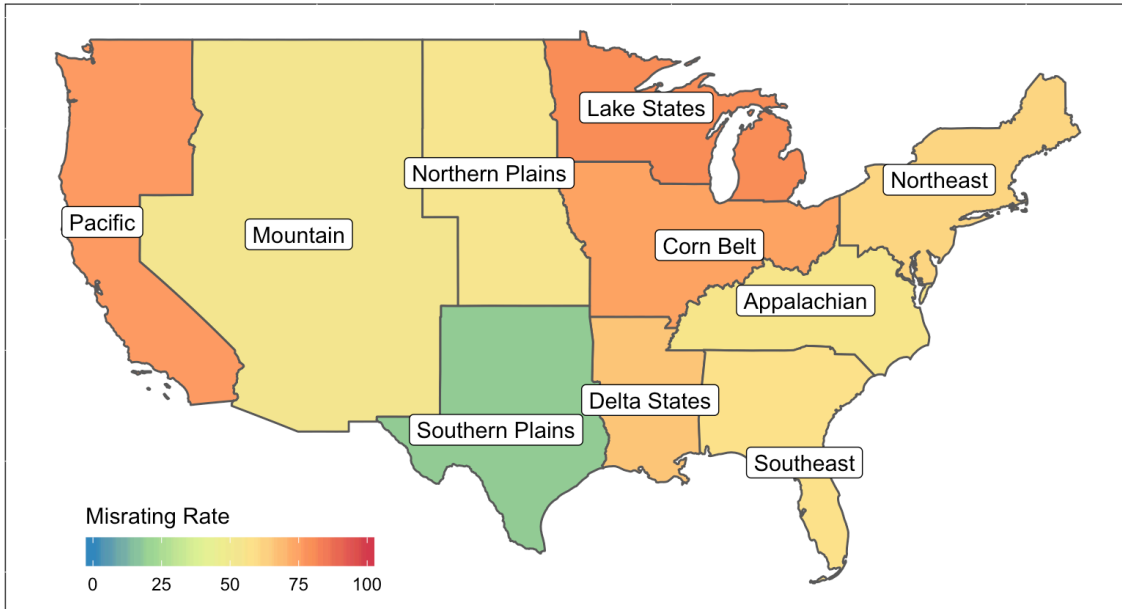 Lake States
Northern Plains
Northeast
Pacific
Mountain
Corn Belt
Appalachian
Delta States
Southern Plains
Southeast
Misrating Rate
0 25 50 75 100